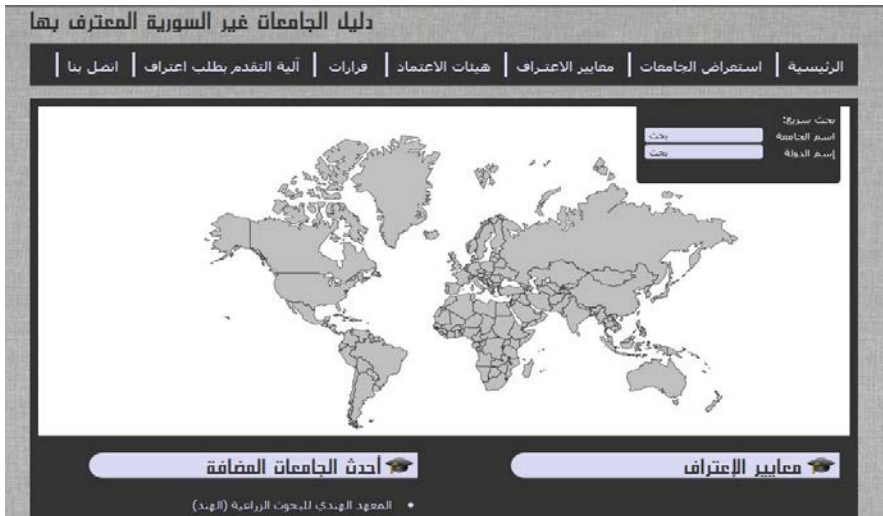 دليل الجامعات غير السورية المعترف بها
الرئيسية | استعراض الجامعات | معايير الاعتراف | هيئات الاعتماد | قرارات | آلية التقدم بطلب اعتراف | اتصل بنا |
بحث سريع:
اسم الجامعة بحث
إسم الدولة بحث
معايير الإعتراف
أحدث الجامعات المضافة
• المعهد الهندي للبحوث الزراعية (الهند)